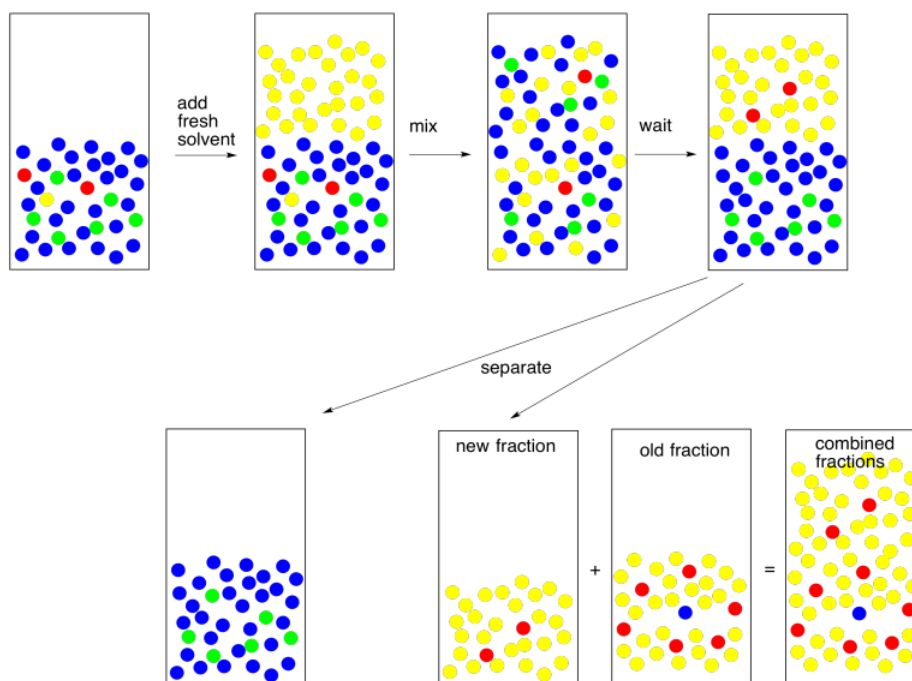 add
fresh
solvent
mix
wait
separate
new fraction
+
old fraction
=
combined
fractions